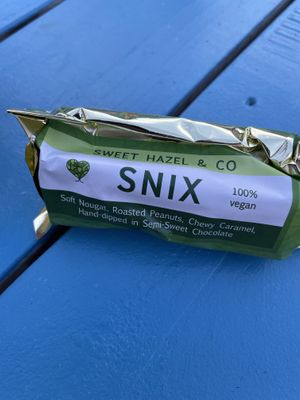 SWEET HAZEL & CO
SNIX
100%
vegan
Soft Nougat, Roasted Peanuts, Chewy Caramel,
Hand-dipped in Semi-Sweet Chocolate